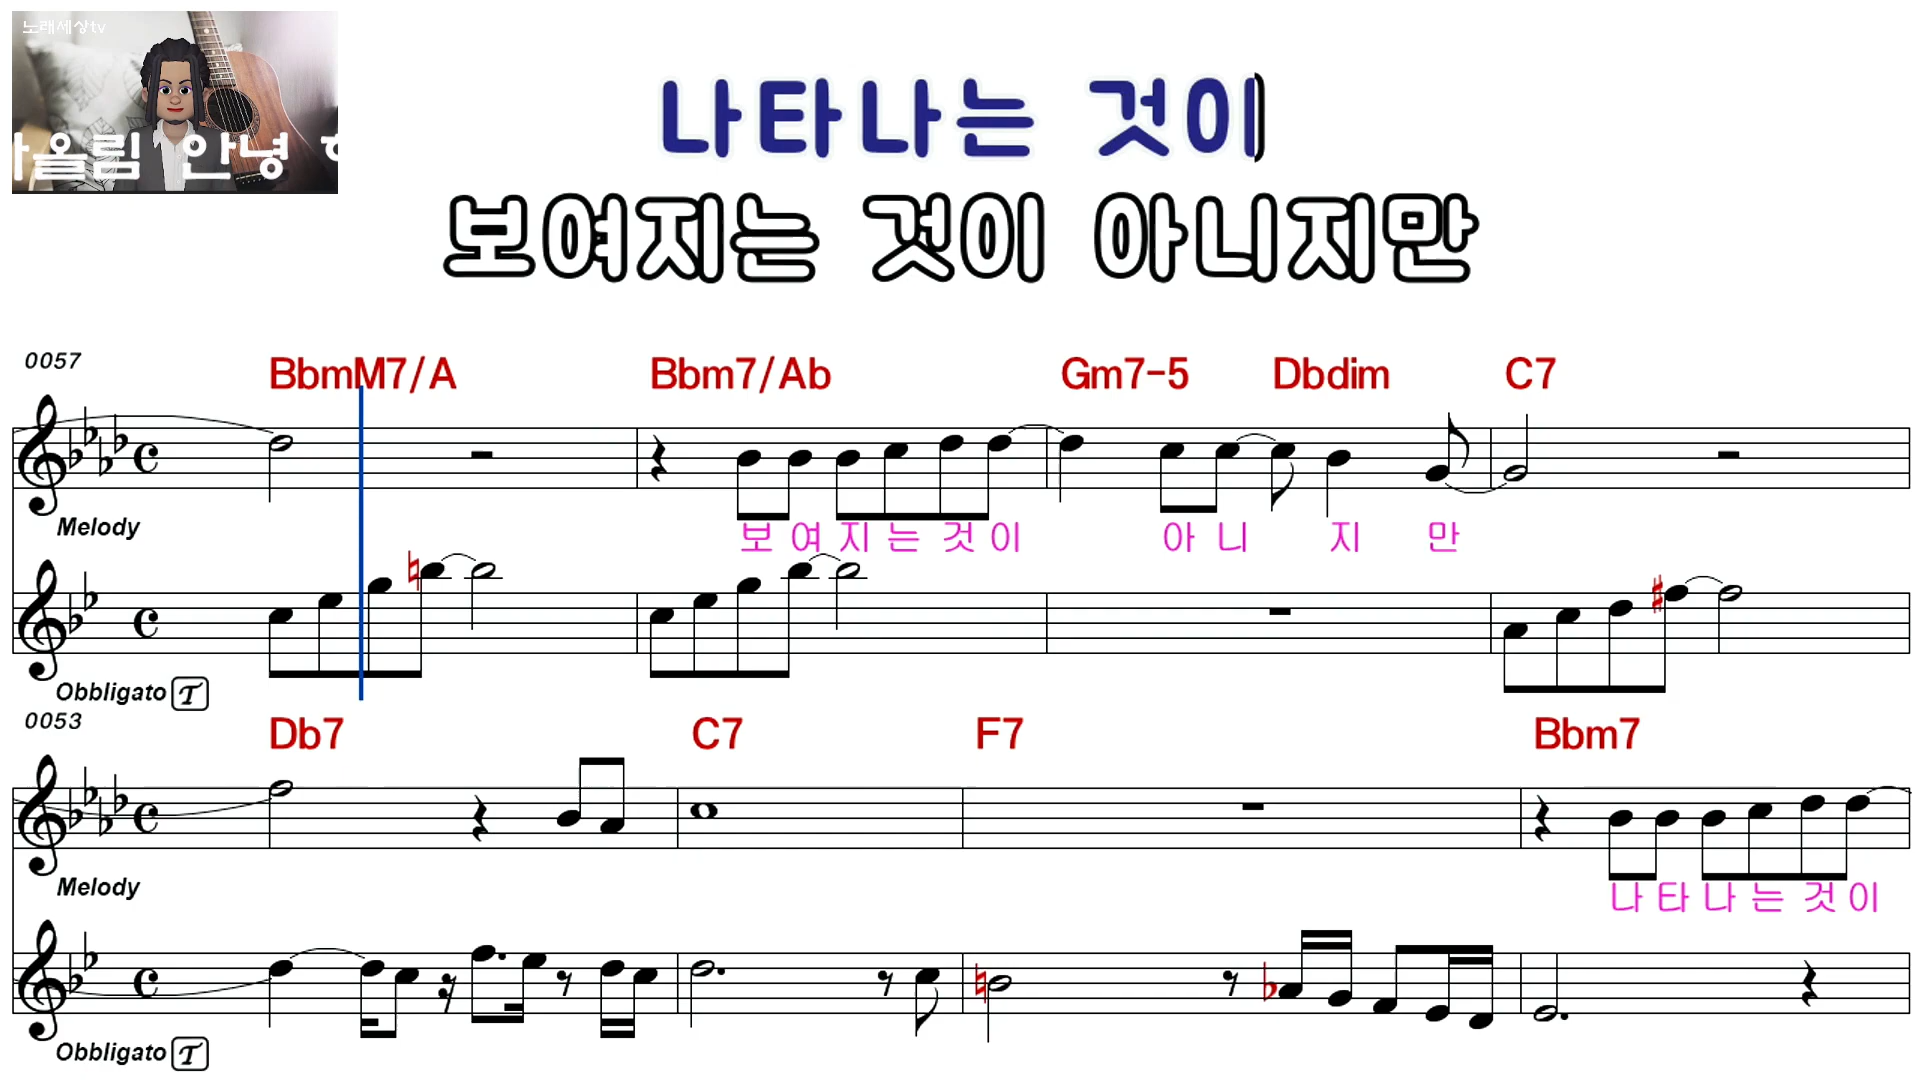 노래세상tv
올림 안녕
나타나는 것이
보여지는 것이 아니지만
0057
BbmM7/A Bbm7/Ab Gm7-5 Dbdim C7
Melody
보 여 지 는 것 이 아 니 지 만
Obbligato T
0053
Db7 C7 F7 Bbm7
Melody
나 타 나 는 것 이
Obbligato T